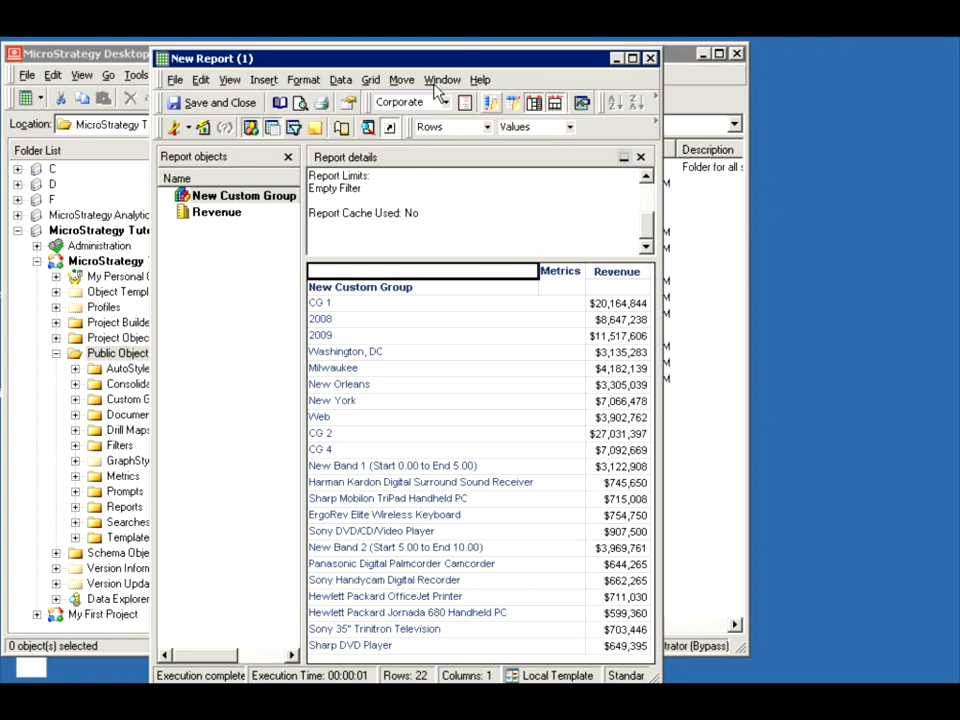 MicroStrategy Desktop
New Report (1)
File Edit View Go Tools
File Edit View Insert Format Data Grid Move Window Help
Save and Close Corporate
Location: MicroStrategy T
Rows Values
Folder List
Report objects
Report details
Description
C
D
F
MicroStrategy Analytic
MicroStrategy Tuto
Administration
MicroStrategy
My Personal
Object Templ
Profiles
Project Builde
Project Objec
Public Object
AutoStyle
Consolida
Custom G
Documen
Drill Maps
Filters
GraphSty
Metrics
Prompts
Reports
Searches
Template
Schema Obje
Version Inform
Version Upda
Data Explorer
My First Project
Name
New Custom Group
Revenue
Report Limits:
Empty Filter
Report Cache Used: No
Folder for all s
Metrics Revenue
New Custom Group
CG 1 $20,164,844
2008 $8,647,238
2009 $11,517,606
Washington, DC $3,135,283
Milwaukee $4,182,139
New Orleans $3,305,039
New York $7,066,478
Web $3,902,762
CG 2 $27,031,397
CG 4 $7,092,669
New Band 1 (Start 0.00 to End 5.00) $3,122,908
Harman Kardon Digital Surround Sound Receiver $745,650
Sharp Mobilon TriPad Handheld PC $715,008
ErgoRev Elite Wireless Keyboard $754,750
Sony DVD/CD/Video Player $907,500
New Band 2 (Start 5.00 to End 10.00) $3,969,761
Panasonic Digital Palmcorder Camcorder $644,265
Sony Handycam Digital Recorder $662,265
Hewlett Packard OfficeJet Printer $711,030
Hewlett Packard Jornada 680 Handheld PC $599,360
Sony 35" Trinitron Television $703,446
Sharp DVD Player $649,395
0 object(s) selected
trator (Bypass)
Execution complete Execution Time: 00:00:01 Rows: 22 Columns: 1 Local Template Standar